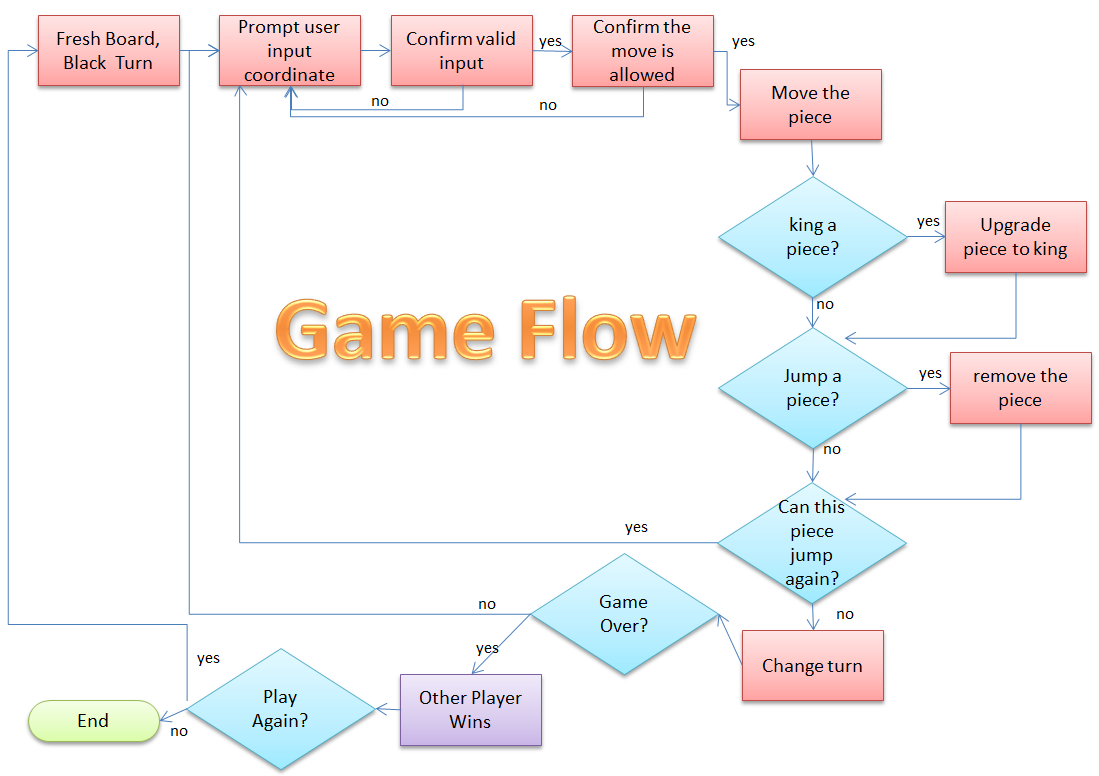 Fresh Board,
Black Turn
Prompt user
input
coordinate
Confirm valid
input
yes
Confirm the
move is
allowed
yes
no
no
Move the
piece
king a
piece?
yes
Upgrade
piece to king
no
Game Flow
Jump a
piece?
yes
remove the
piece
no
Can this
piece
jump
again?
yes
no
Change turn
Game
Over?
no
yes
Other Player
Wins
Play
Again?
yes
no
End